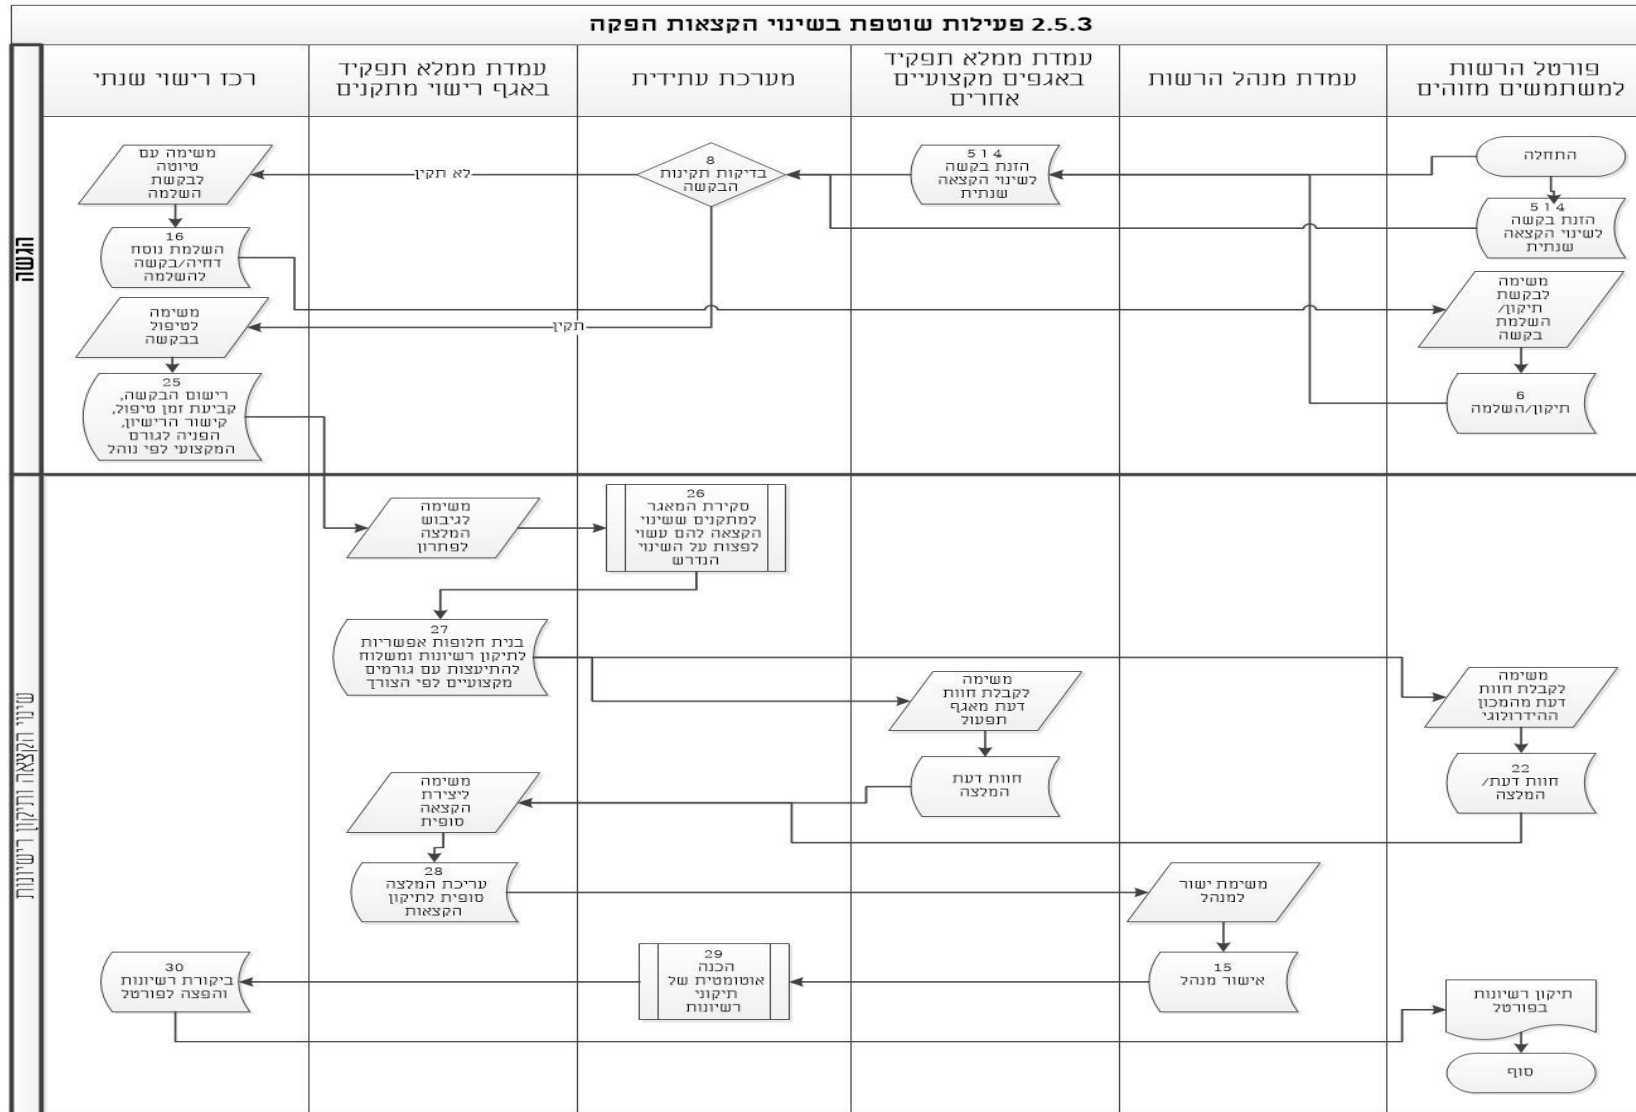 2.5.3 פעילות שוטפת בשינוי הקצאות הפקה
פורטל הרשות
למשתמשים מזוהים
עמדת מנהל הרשות
עמדת ממלא תפקיד
באגפים מקצועיים
אחרים
מערכת עתידית
עמדת ממלא תפקיד
באגף רישוי מתקנים
רכז רישוי שנתי
הגשה
התחלה
5 1 4
הזנת בקשה
לשינוי הקצאה
שנתית
5 1 4
הזנת בקשה
לשינוי הקצאה
שנתית
8
בדיקות תקינות
הבקשה
לא תקין
משימה עם
טיוטה
לבקשת
השלמה
16
השלמת נוסח
דחיה/בקשה
להשלמה
משימה
לבקשת
תיקון/
השלמת
בקשה
6
תיקון/השלמה
תקין
משימה
לטיפול
בבקשה
25
רישום הבקשה,
קביעת זמן טיפול,
קישור הרישיון,
הפניה לגורם
המקצועי לפי נוהל
שינוי הקצאה ותיקון רישיונות
משימה
לגיבוש
המלצה
לפתרון
26
סקירת המאגר
למתקנים ששינוי
הקצאה להם עשוי
לפצות על השינוי
הנדרש
27
בנית חלופות אפשריות
לתיקון רשיונות ומשלוח
להתיעצות עם גורמים
מקצועיים לפי הצורך
משימה
לקבלת חוות
דעת מאגף
תפעול
משימה
לקבלת חוות
דעת מהמכון
ההידרולוגי
חוות דעת
המלצה
22
חוות דעת/
המלצה
משימה
ליצירת
הקצאה
סופית
28
עריכת המלצה
סופית לתיקון
הקצאות
משימת ישור
למנהל
15
אישור מנהל
29
הכנה
אוטומטית של
תיקוני
רשיונות
30
ביקורת רשיונות
והפצה לפורטל
תיקון רשיונות
בפורטל
סוף